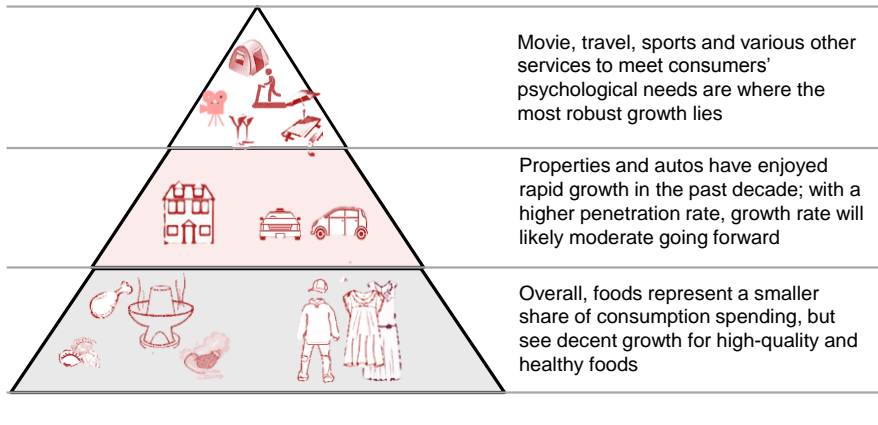 Movie, travel, sports and various other
services to meet consumers'
psychological needs are where the
most robust growth lies
Properties and autos have enjoyed
rapid growth in the past decade; with a
higher penetration rate, growth rate will
likely moderate going forward
Overall, foods represent a smaller
share of consumption spending, but
see decent growth for high-quality and
healthy foods